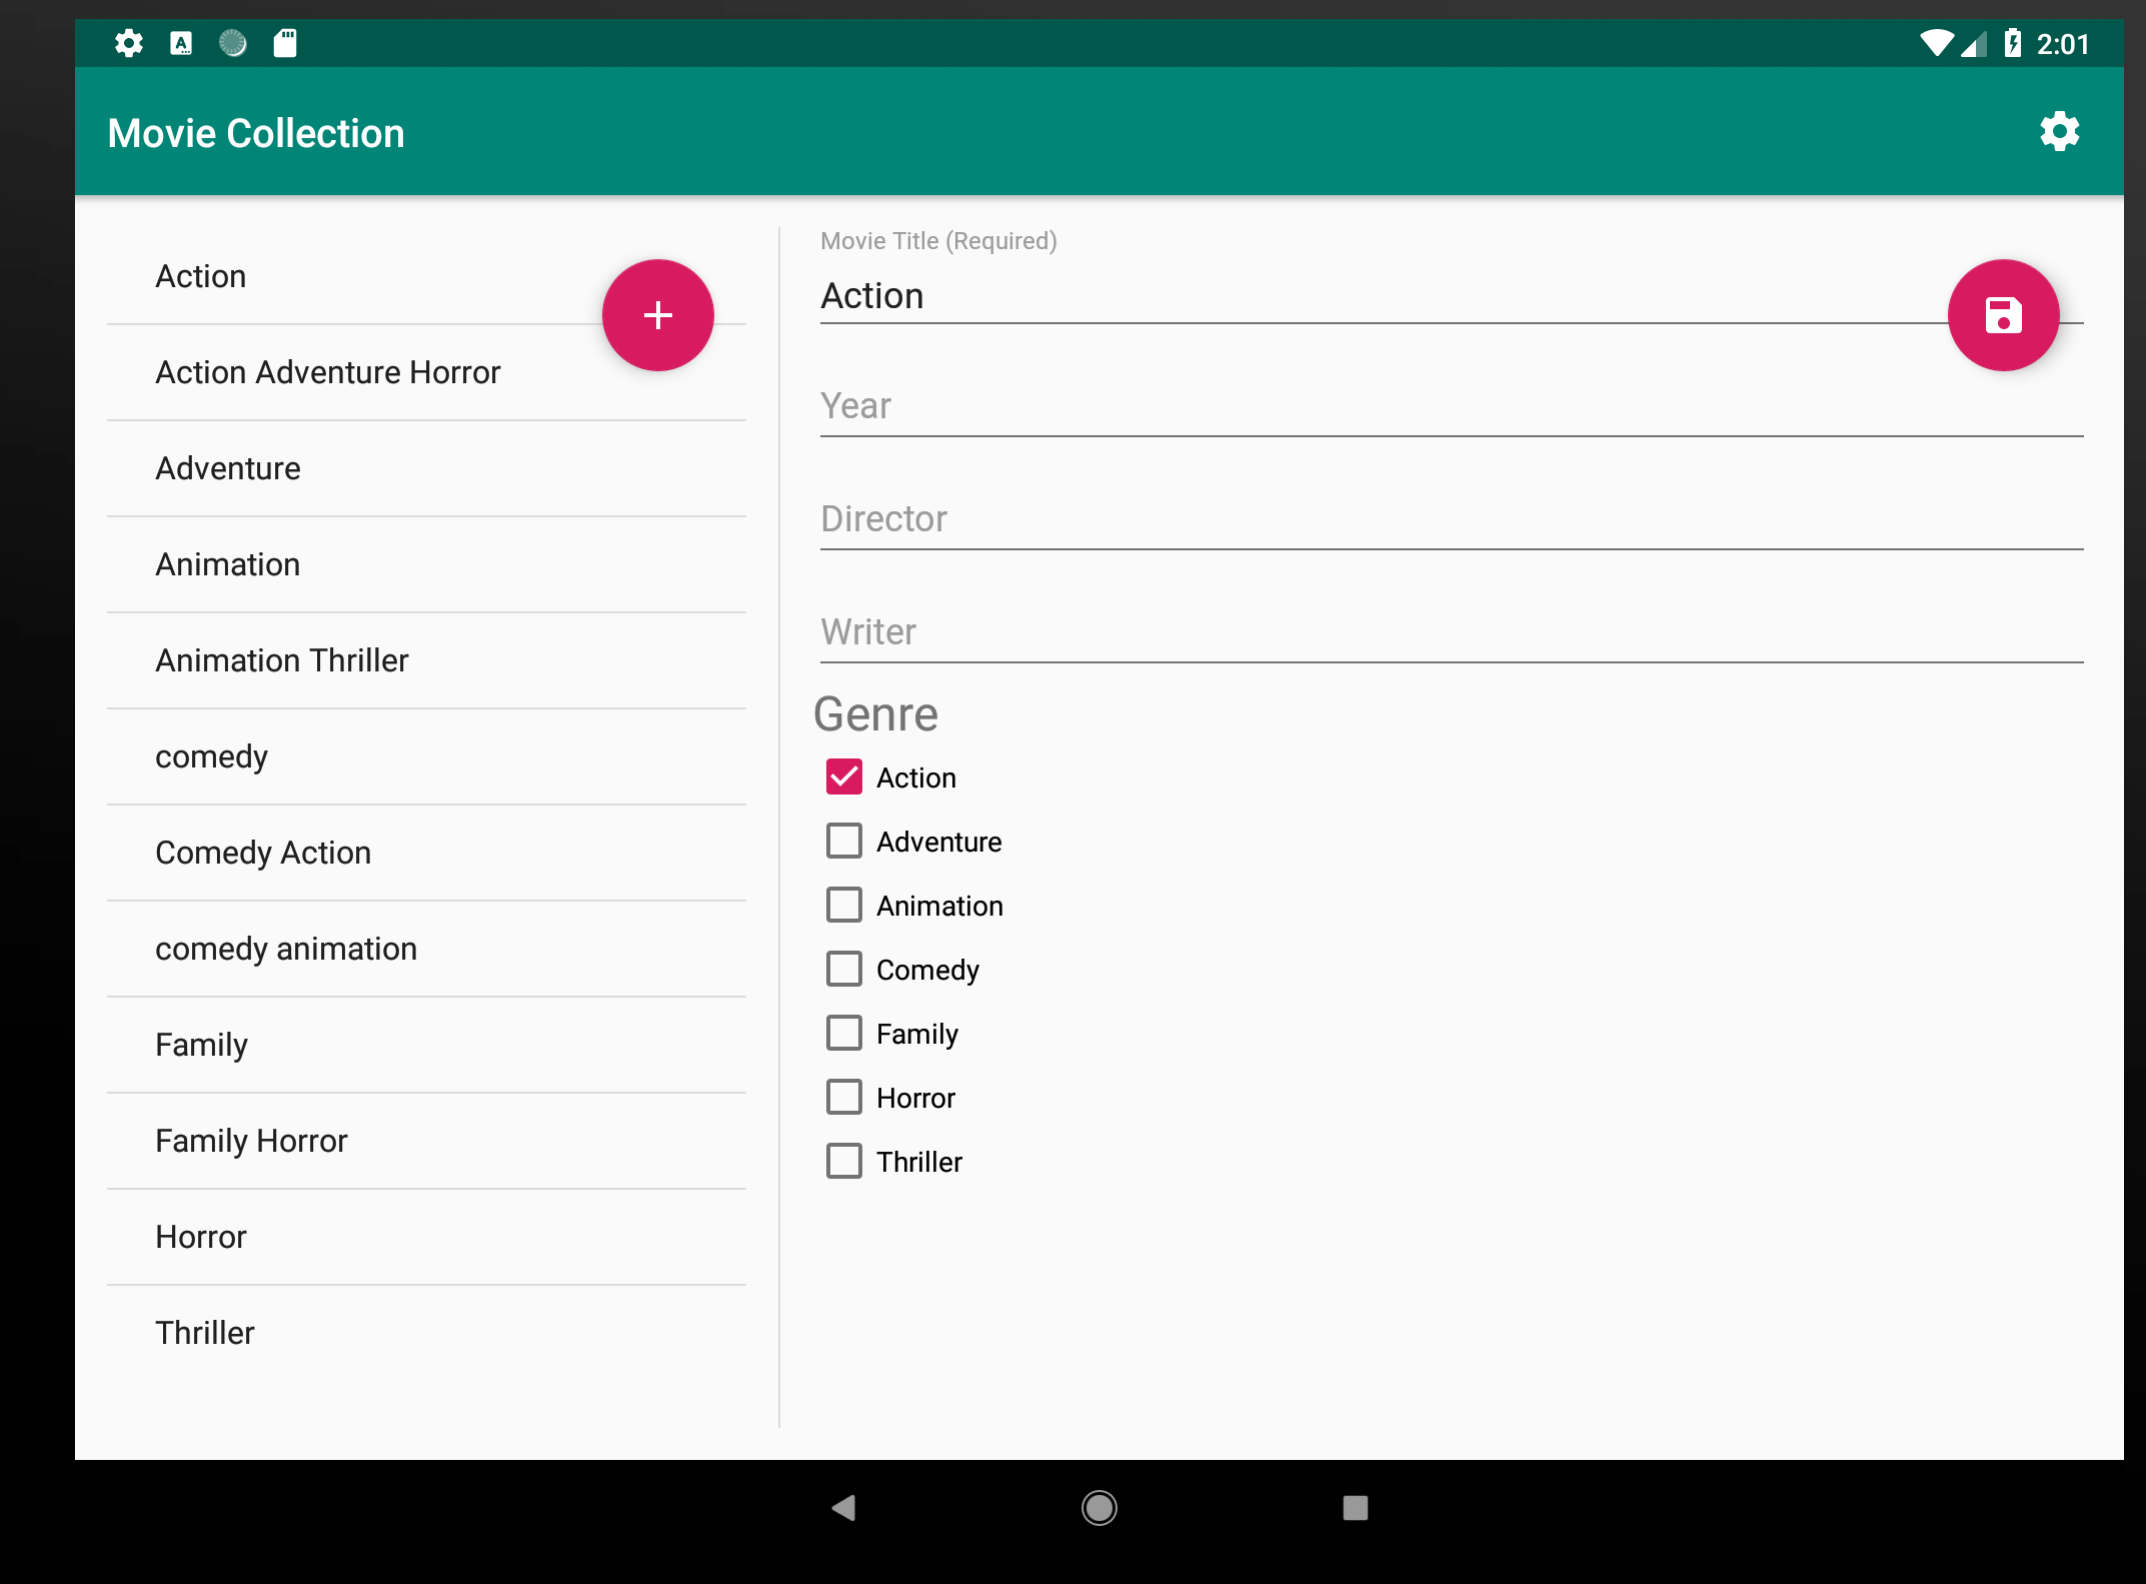 2:01
Movie Collection
Action
Action Adventure Horror
Adventure
Animation
Animation Thriller
comedy
Comedy Action
comedy animation
Family
Family Horror
Horror
Thriller
Movie Title (Required)
Action
Year
Director
Writer
Genre
Action
Adventure
Animation
Comedy
Family
Horror
Thriller